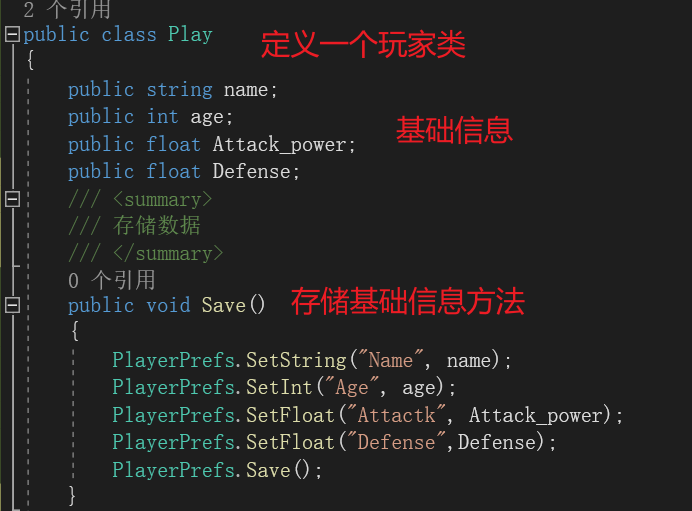 2 个引用
public class Play 定义一个玩家类
{
public string name;
public int age; 基础信息
public float Attack_power;
public float Defense;
/// <summary>
/// 存储数据
/// </summary>
0 个引用
public void Save() 存储基础信息方法
{
PlayerPrefs.SetString("Name", name);
PlayerPrefs.SetInt("Age", age);
PlayerPrefs.SetFloat("Attactk", Attack_power);
PlayerPrefs.SetFloat("Defense",Defense);
PlayerPrefs.Save();
}